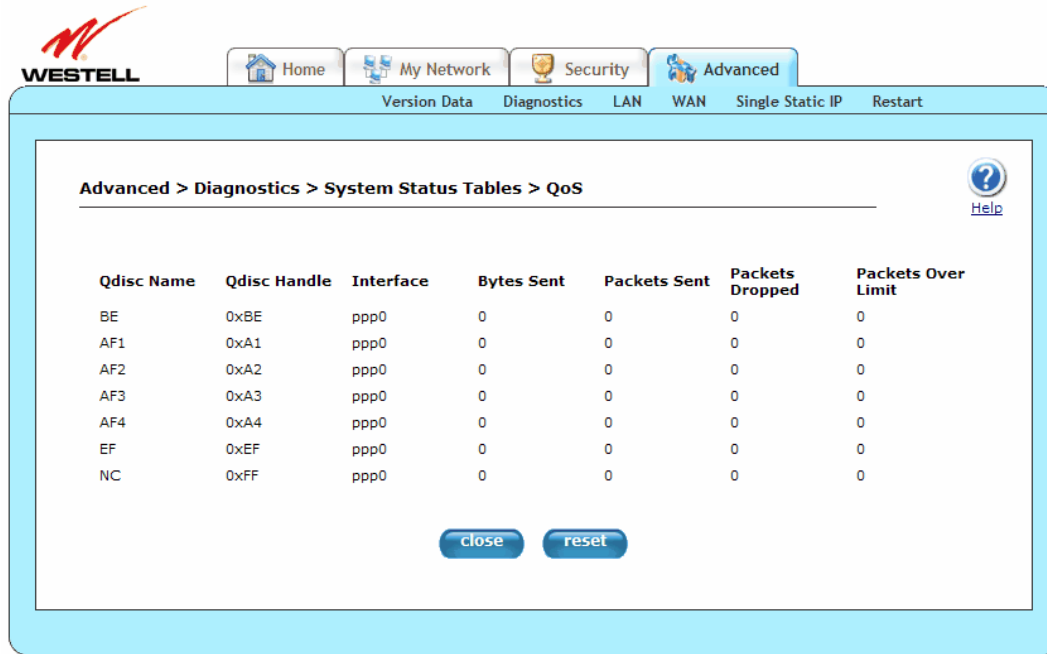 WESTELL
Home My Network Security Advanced
Version Data Diagnostics LAN WAN Single Static IP Restart
Advanced > Diagnostics > System Status Tables > QoS
Help
Qdisc Name Qdisc Handle Interface Bytes Sent Packets Sent Packets Dropped Packets Over Limit
BE 0xBE ppp0 0 0 0 0
AF1 0xA1 ppp0 0 0 0 0
AF2 0xA2 ppp0 0 0 0 0
AF3 0xA3 ppp0 0 0 0 0
AF4 0xA4 ppp0 0 0 0 0
EF 0xEF ppp0 0 0 0 0
NC 0xFF ppp0 0 0 0 0
close reset